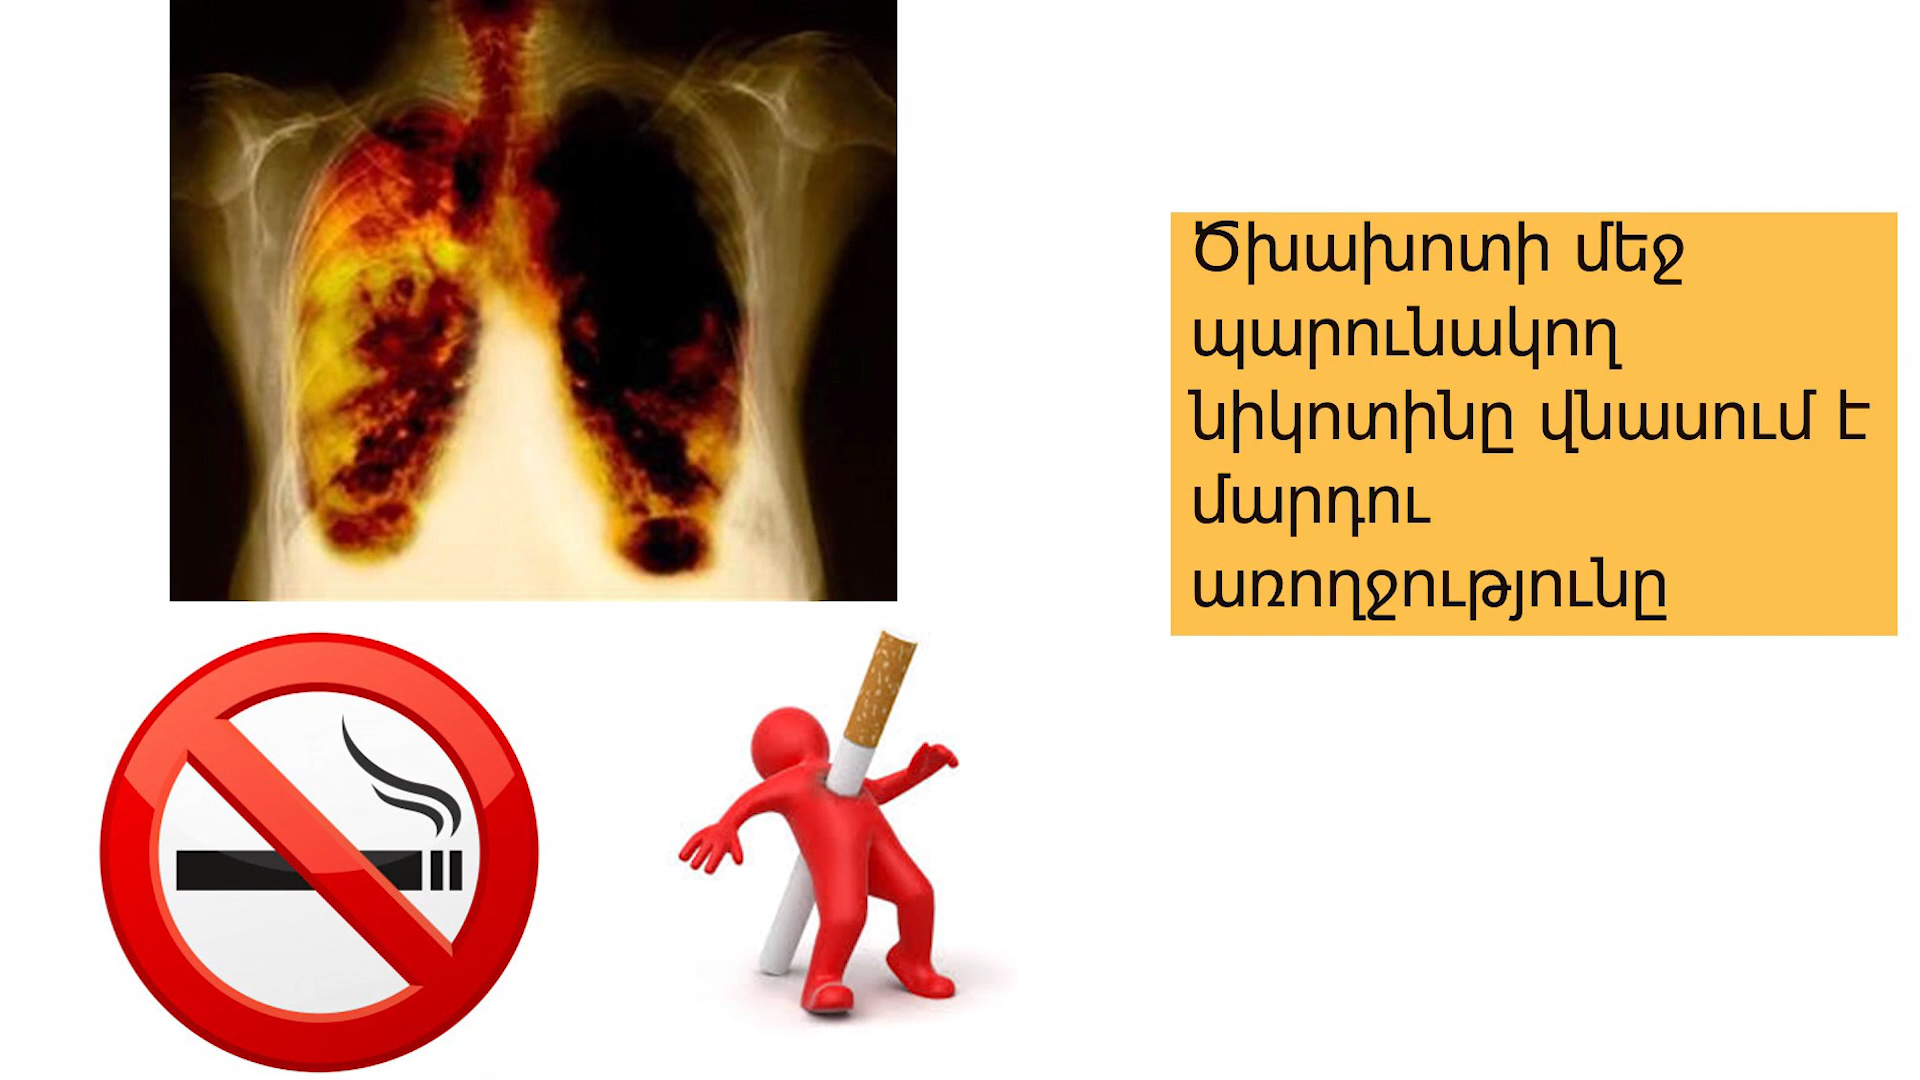 Ծխախոտի մեջ
պարունակող
նիկոտինը վնասում է
մարդու
առողջությունը